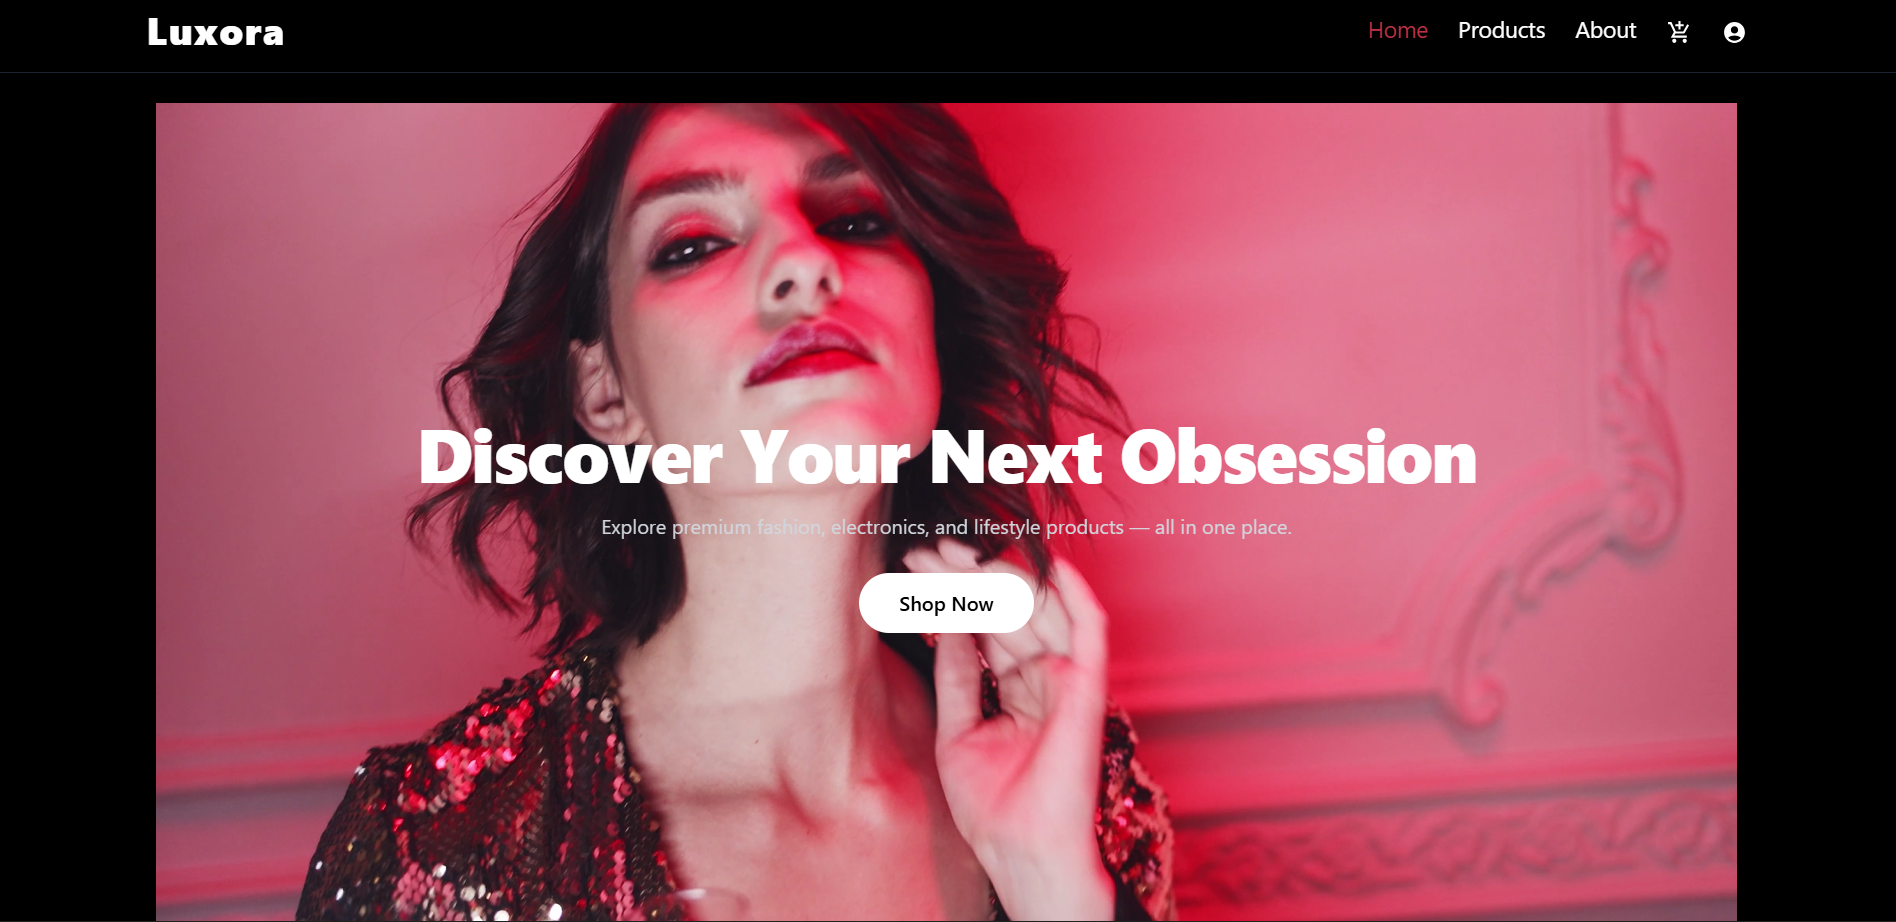 Luxora
Home Products About
Discover Your Next Obsession
Explore premium fashion, electronics, and lifestyle products — all in one place.
Shop Now